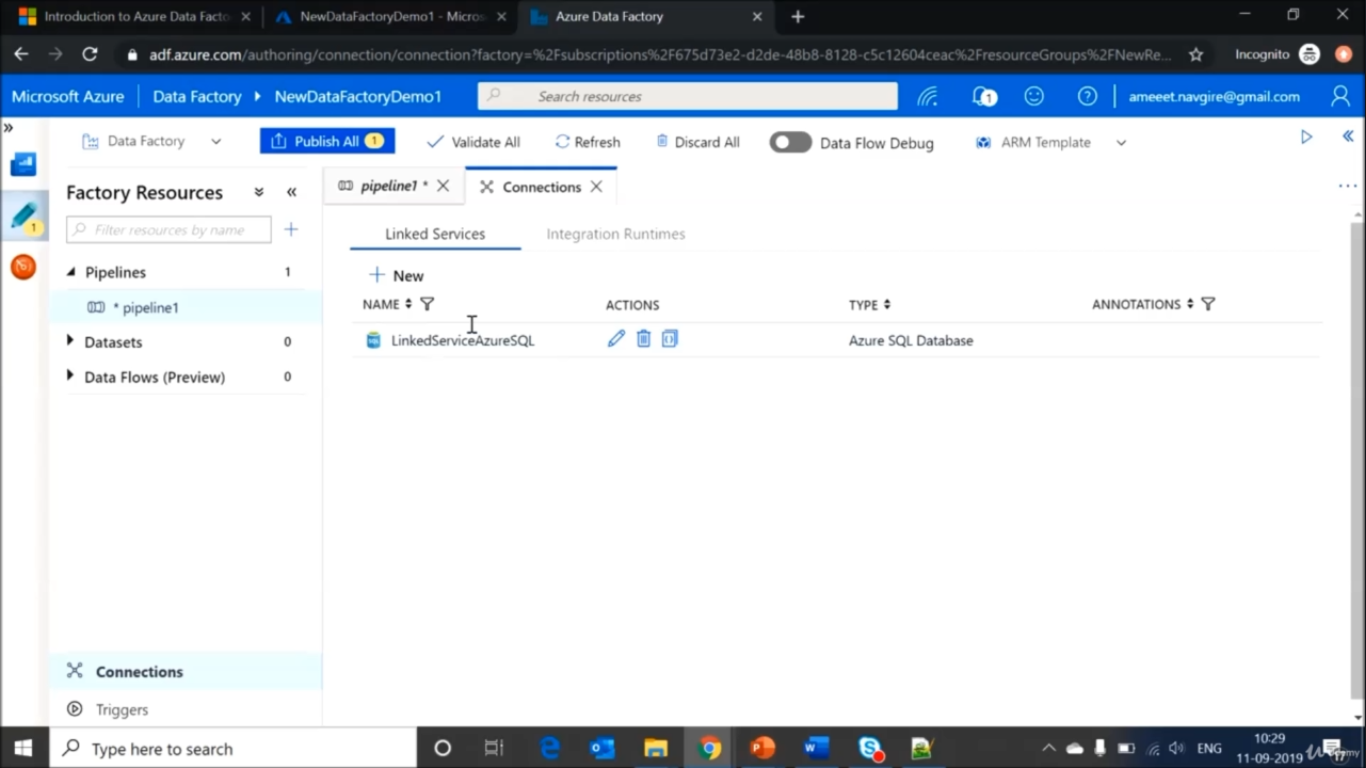 Introduction to Azure Data Facto
NewDataFactoryDemo1 - Micros
Azure Data Factory
adf.azure.com/authoring/connection/connection?factory=%2Fsubscriptions%2F675d73e2-d2de-48b8-8128-c5c12604ceac%2FresourceGroups%2FNewRe...
Incognito
Microsoft Azure
Data Factory
NewDataFactoryDemo1
Search resources
1
ameeet.navgire@gmail.com
Data Factory
Publish All 1
Validate All
Refresh
Discard All
Data Flow Debug
ARM Template
1
Factory Resources
Filter resources by name
Pipelines 1
* pipeline1
Datasets 0
Data Flows (Preview) 0
Connections
Triggers
pipeline1 *
Connections
Linked Services
Integration Runtimes
New
NAME ACTIONS TYPE ANNOTATIONS
LinkedServiceAzureSQL Azure SQL Database
Type here to search
ENG
10:29
11-09-2019
17